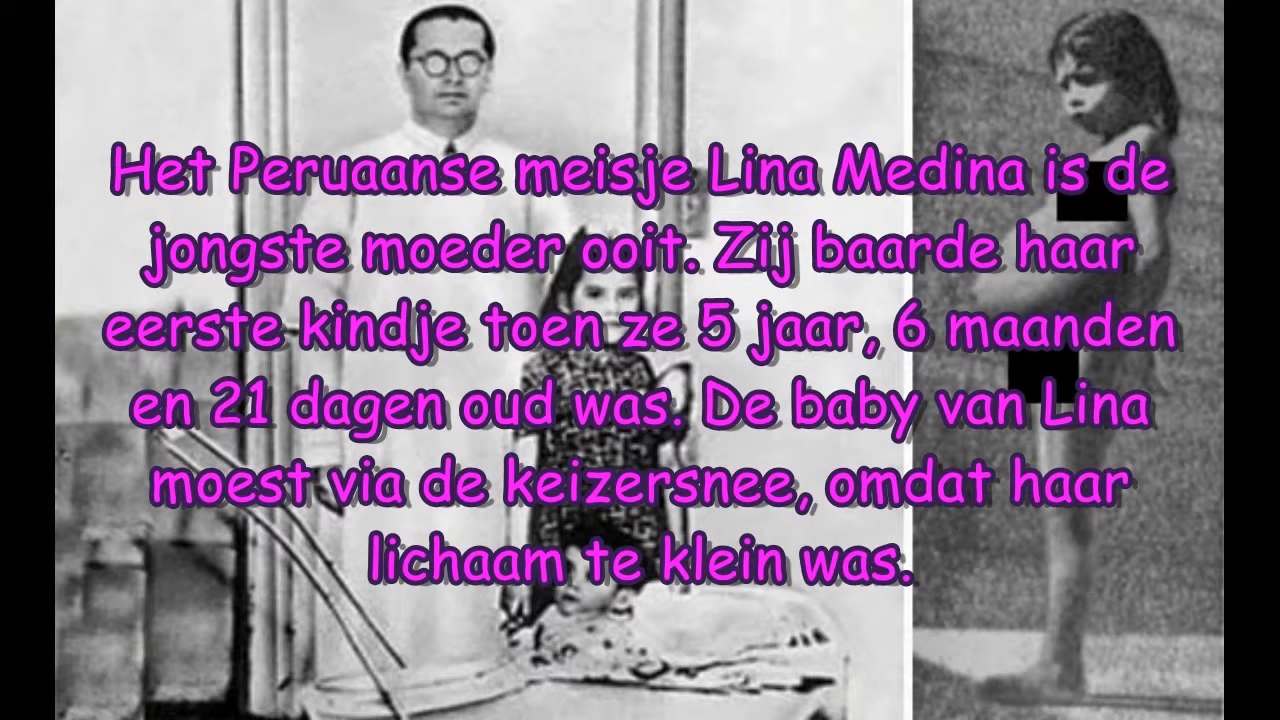 Het Peruaanse meisje Lina Medina is de
jongste moeder ooit. Zij baarde haar
eerste kindje toen ze 5 jaar, 6 maanden
en 21 dagen oud was. De baby van Lina
moest via de keizersnee, omdat haar
lichaam te klein was.